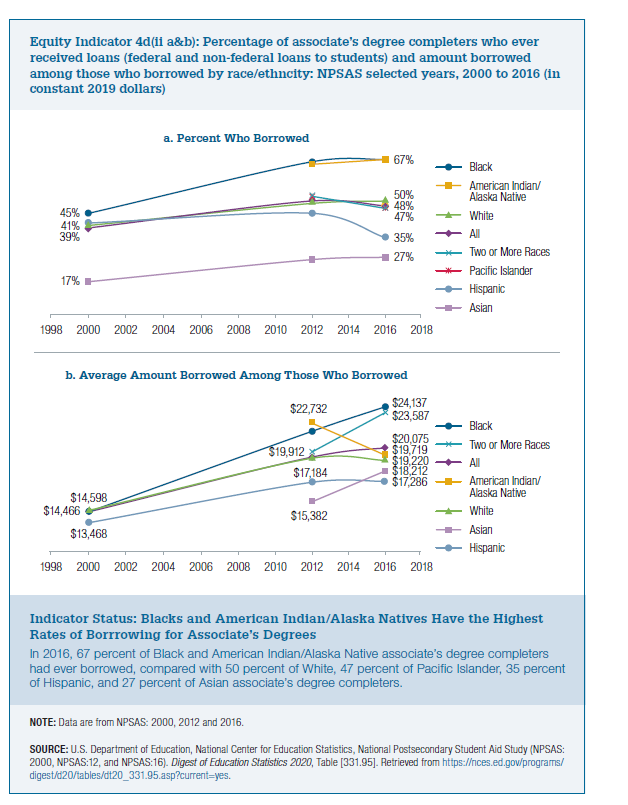 Equity Indicator 4d(ii a&b): Percentage of associate's degree completers who ever
received loans (federal and non-federal loans to students) and amount borrowed
among those who borrowed by race/ethncity: NPSAS selected years, 2000 to 2016 (in
constant 2019 dollars)
a. Percent Who Borrowed
45%
41%
39%
17%
67%
50%
48%
47%
35%
27%
Black
American Indian/
Alaska Native
White
All
Two or More Races
Pacific Islander
Hispanic
Asian
1998 2000 2002 2004 2006 2008 2010 2012 2014 2016 2018
b. Average Amount Borrowed Among Those Who Borrowed
$14,598
$14,466
$13,468
$22,732
$19,912
$17,184
$15,382
$24,137
$23,587
$20,075
$19,719
$19,220
$18,212
$17,286
Black
Two or More Races
All
American Indian/
Alaska Native
White
Asian
Hispanic
1998 2000 2002 2004 2006 2008 2010 2012 2014 2016 2018
Indicator Status: Blacks and American Indian/Alaska Natives Have the Highest
Rates of Borrrowing for Associate's Degrees
In 2016, 67 percent of Black and American Indian/Alaska Native associate's degree completers
had ever borrowed, compared with 50 percent of White, 47 percent of Pacific Islander, 35 percent
of Hispanic, and 27 percent of Asian associate's degree completers.
NOTE: Data are from NPSAS: 2000, 2012 and 2016.
SOURCE: U.S. Department of Education, National Center for Education Statistics, National Postsecondary Student Aid Study (NPSAS:
2000, NPSAS:12, and NPSAS:16). Digest of Education Statistics 2020, Table [331.95]. Retrieved from https://nces.ed.gov/programs/
digest/d20/tables/dt20_331.95.asp?current=yes.